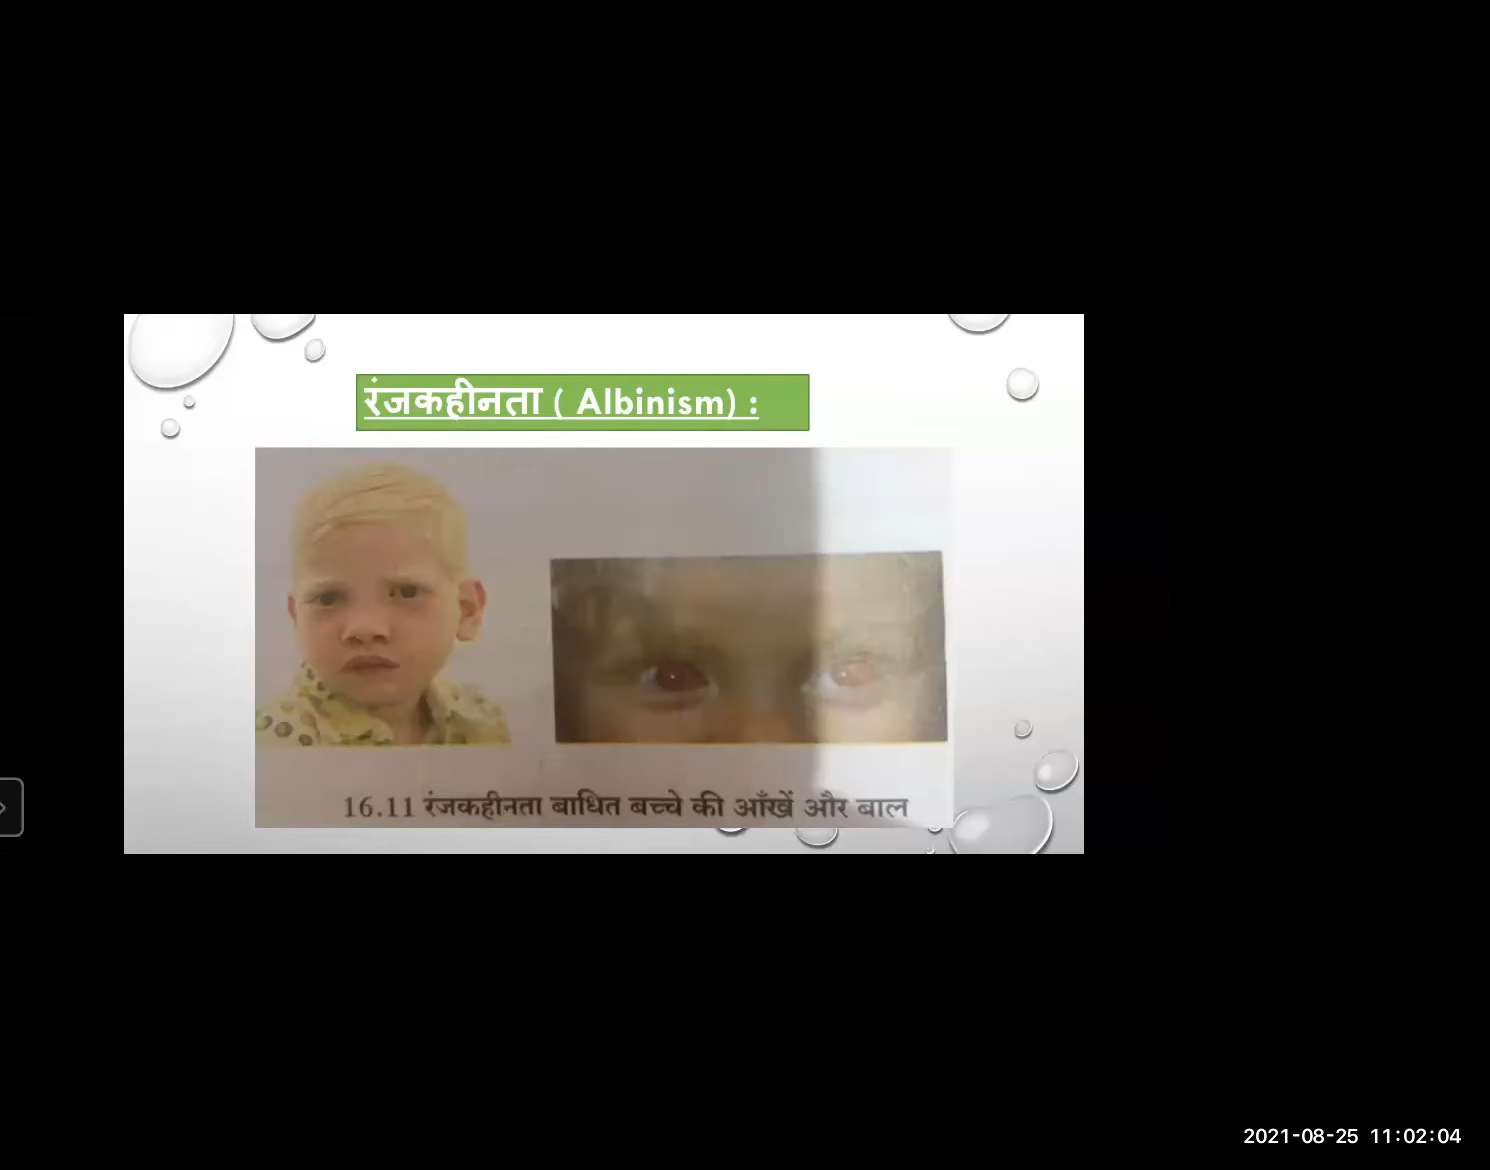 रंजकहीनता ( Albinism) :
16.11 रंजकहीनता बाधित बच्चे की आँखें और बाल
2021-08-25 11:02:04